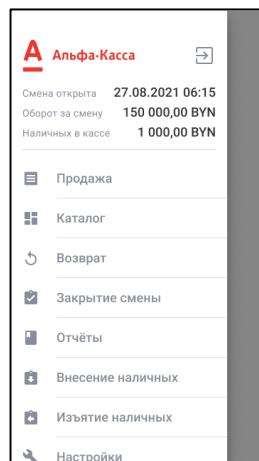 Альфа·Касса
Смена открыта 27.08.2021 06:15
Оборот за смену 150 000,00 BYN
Наличных в кассе 1 000,00 BYN
Продажа
Каталог
Возврат
Закрытие смены
Отчёты
Внесение наличных
Изъятие наличных
Настройки